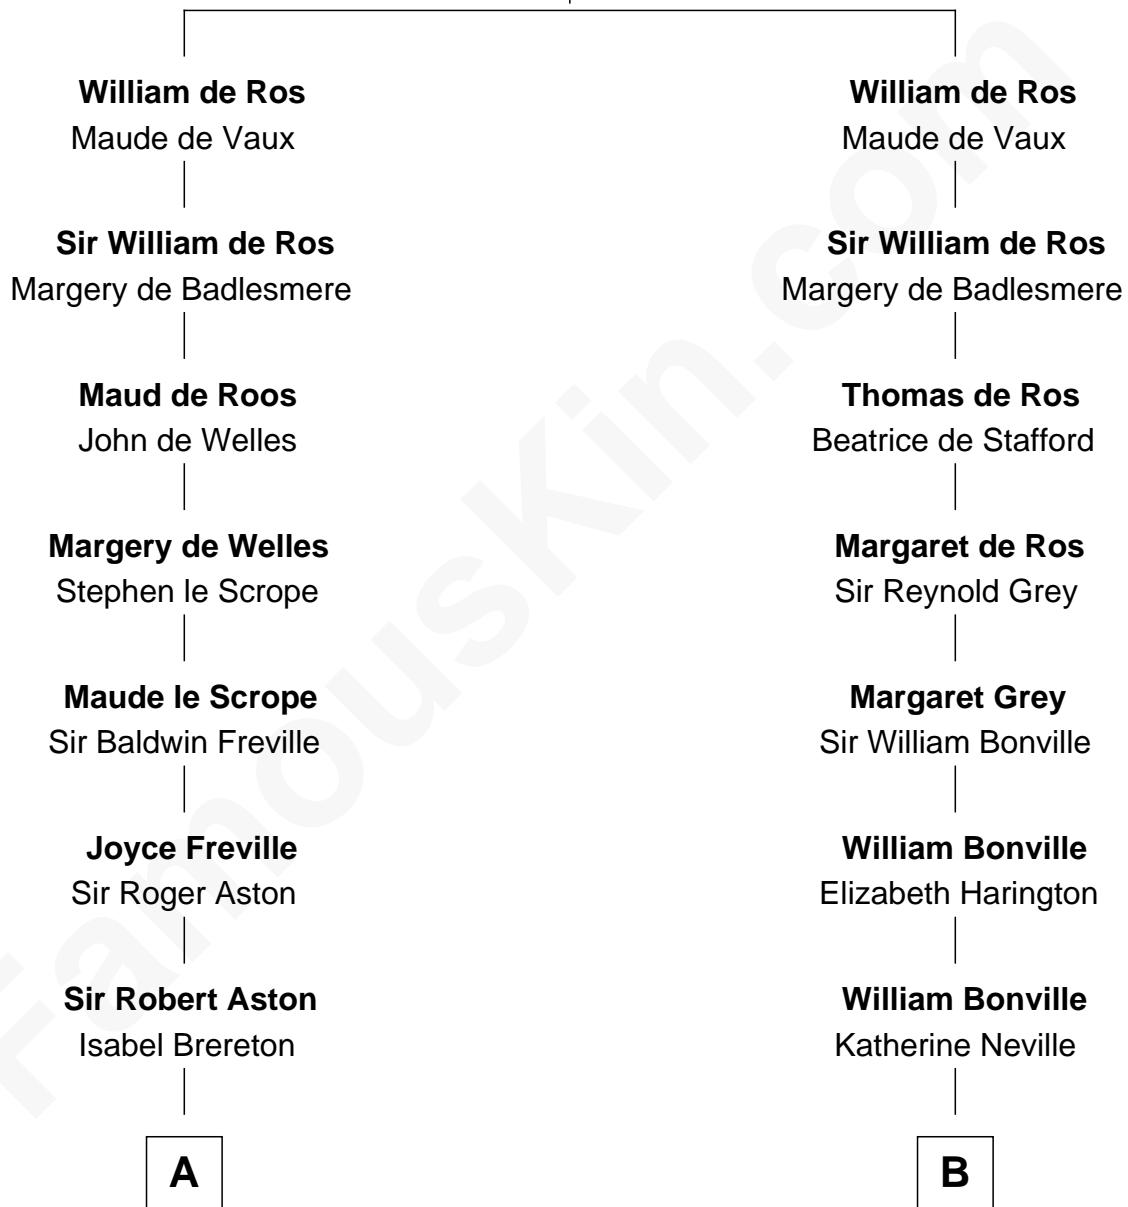 William de Ros
Maude de Vaux
Sir William de Ros
Margery de Badlesmere
Maud de Roos
John de Welles
Margery de Welles
Stephen le Scrope
Maude le Scrope
Sir Baldwin Freville
Joyce Freville
Sir Roger Aston
Sir Robert Aston
Isabel Brereton
A
William de Ros
Maude de Vaux
Sir William de Ros
Margery de Badlesmere
Thomas de Ros
Beatrice de Stafford
Margaret de Ros
Sir Reynold Grey
Margaret Grey
Sir William Bonville
William Bonville
Elizabeth Harington
William Bonville
Katherine Neville
B
FamousKin.com